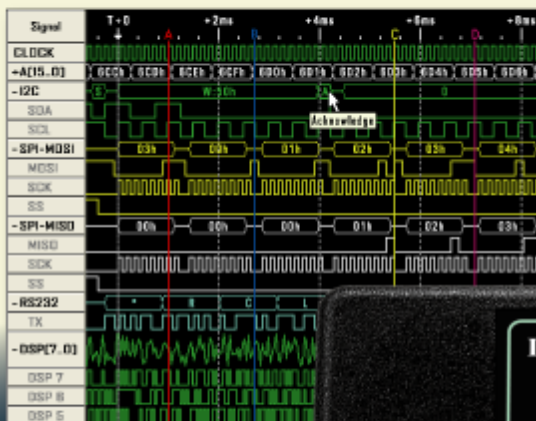 Signal T+0 +2ms +4ms +6ms +8ms
A B C D
CLOCK
+A[15..0] 6CCh 6CDh 6CEh 6CFh 6D0h 6D1h 6D2h 6D3h 6D4h 6D5h 6D6h
-I2C S A 0
SDA
Acknowledge
SCL
-SPI-MOSI 03h 00h 01h 02h 03h 04h
MOSI
SCK
SS
-SPI-MISO 00h 00h 00h 01h 02h 03h
MISO
SCK
SS
-RS232 C L
TX
-DSP[7..0]
DSP 7
DSP 6
DSP 5